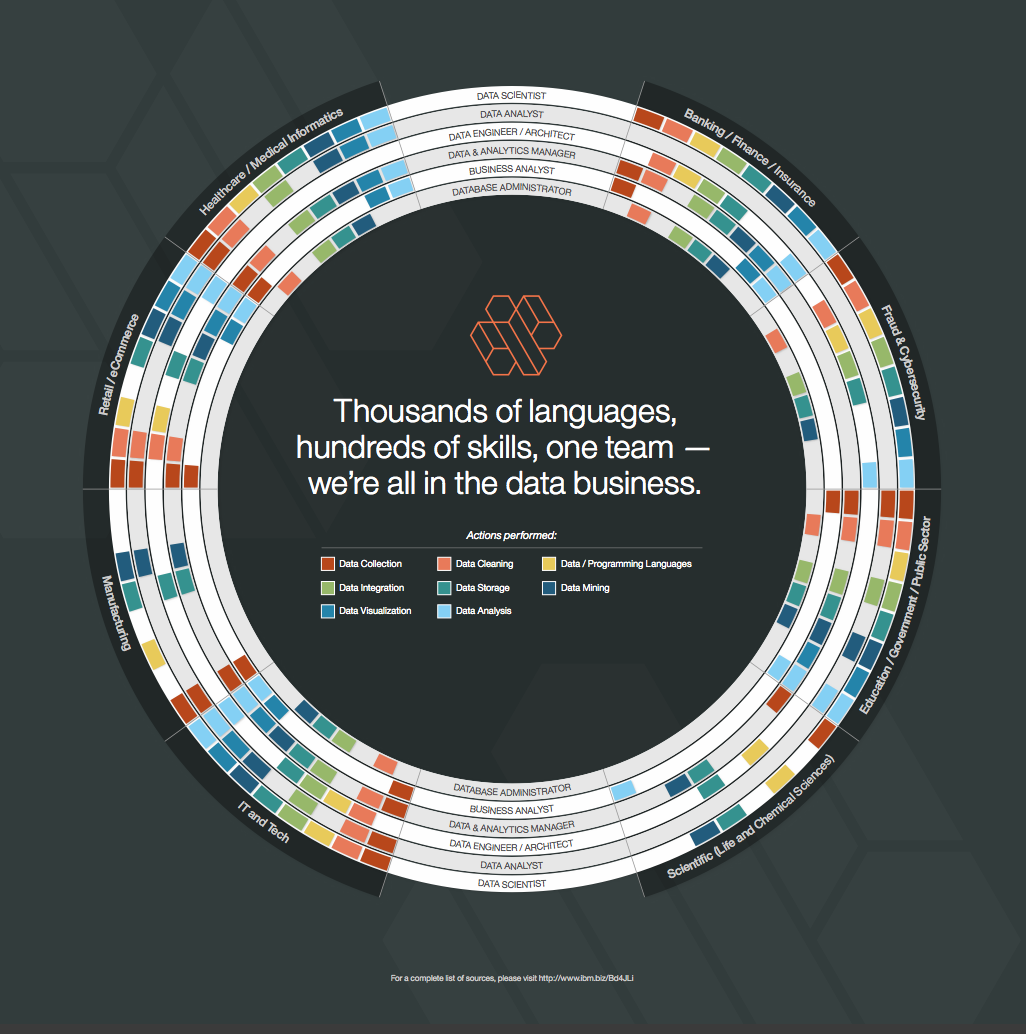 DATA SCIENTIST
DATA ANALYST
DATA ENGINEER / ARCHITECT
DATA & ANALYTICS MANAGER
BUSINESS ANALYST
DATABASE ADMINISTRATOR
Healthcare / Medical Informatics
Banking / Finance / Insurance
Retail / eCommerce
Fraud & Cybersecurity
Thousands of languages,
hundreds of skills, one team —
we're all in the data business.
Actions performed:
Data Collection
Data Cleaning
Data / Programming Languages
Data Integration
Data Storage
Data Mining
Data Visualization
Data Analysis
Manufacturing
Education / Government / Public Sector
IT and Tech
Scientific (Life and Chemical Sciences)
DATABASE ADMINISTRATOR
BUSINESS ANALYST
DATA & ANALYTICS MANAGER
DATA ENGINEER / ARCHITECT
DATA ANALYST
DATA SCIENTIST
For a complete list of sources, please visit http://www.ibm.biz/Bd4JLi